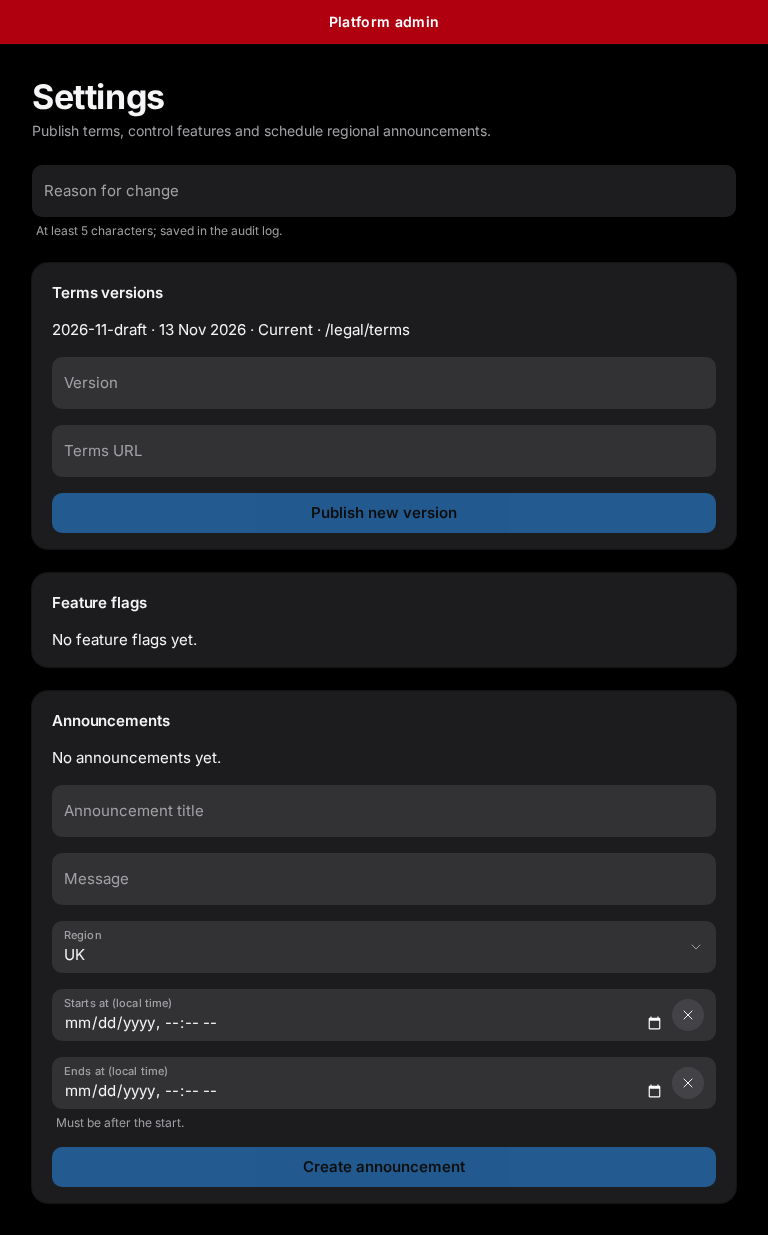 Platform admin
Settings
Publish terms, control features and schedule regional announcements.
Reason for change
At least 5 characters; saved in the audit log.
Terms versions
2026-11-draft · 13 Nov 2026 · Current · /legal/terms
Version
Terms URL
Publish new version
Feature flags
No feature flags yet.
Announcements
No announcements yet.
Announcement title
Message
Region
UK
Starts at (local time)
mm/dd/yyyy, --:-- --
Ends at (local time)
mm/dd/yyyy, --:-- --
Must be after the start.
Create announcement